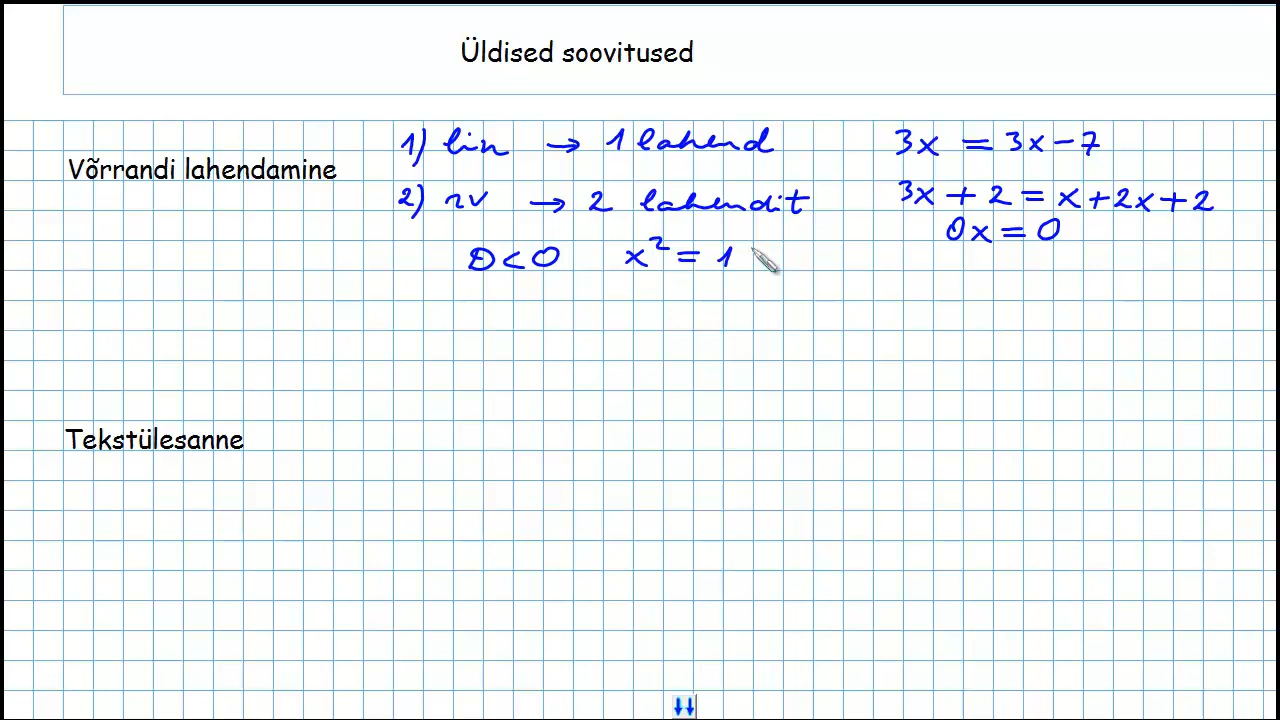 Üldised soovitused
1) lin → 1 lahend 3x = 3x - 7
Võrrandi lahendamine
2) rv → 2 lahendit 3x + 2 = x + 2x + 2
0x = 0
D < 0 x² = 1
Tekstülesanne